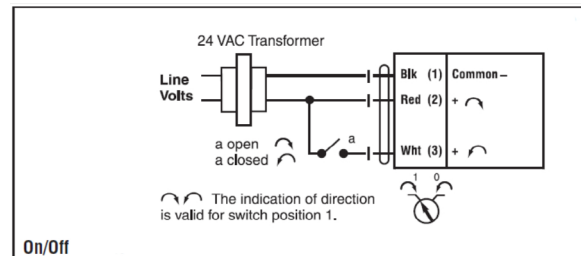 24 VAC Transformer
Line
Volts
Blk (1) Common –
Red (2) +
a open
a closed
a
Wht (3) +
1 0
The indication of direction
is valid for switch position 1.
On/Off